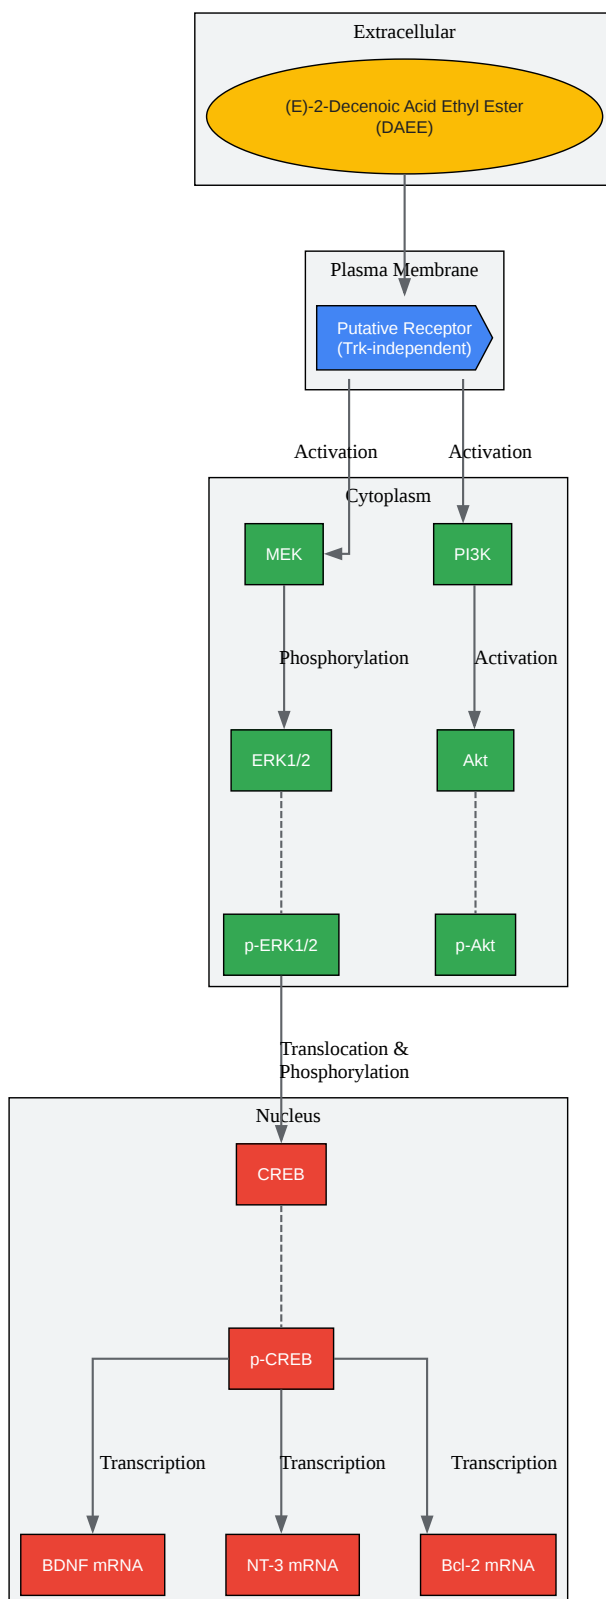 Extracellular
(E)-2-Decenoic Acid Ethyl Ester
(DAEE)
Plasma Membrane
Putative Receptor
(Trk-independent)
Activation
Activation
Cytoplasm
MEK
PI3K
Phosphorylation
Activation
ERK1/2
Akt
p-ERK1/2
p-Akt
Translocation &
Phosphorylation
Nucleus
CREB
p-CREB
Transcription
Transcription
Transcription
BDNF mRNA
NT-3 mRNA
Bcl-2 mRNA